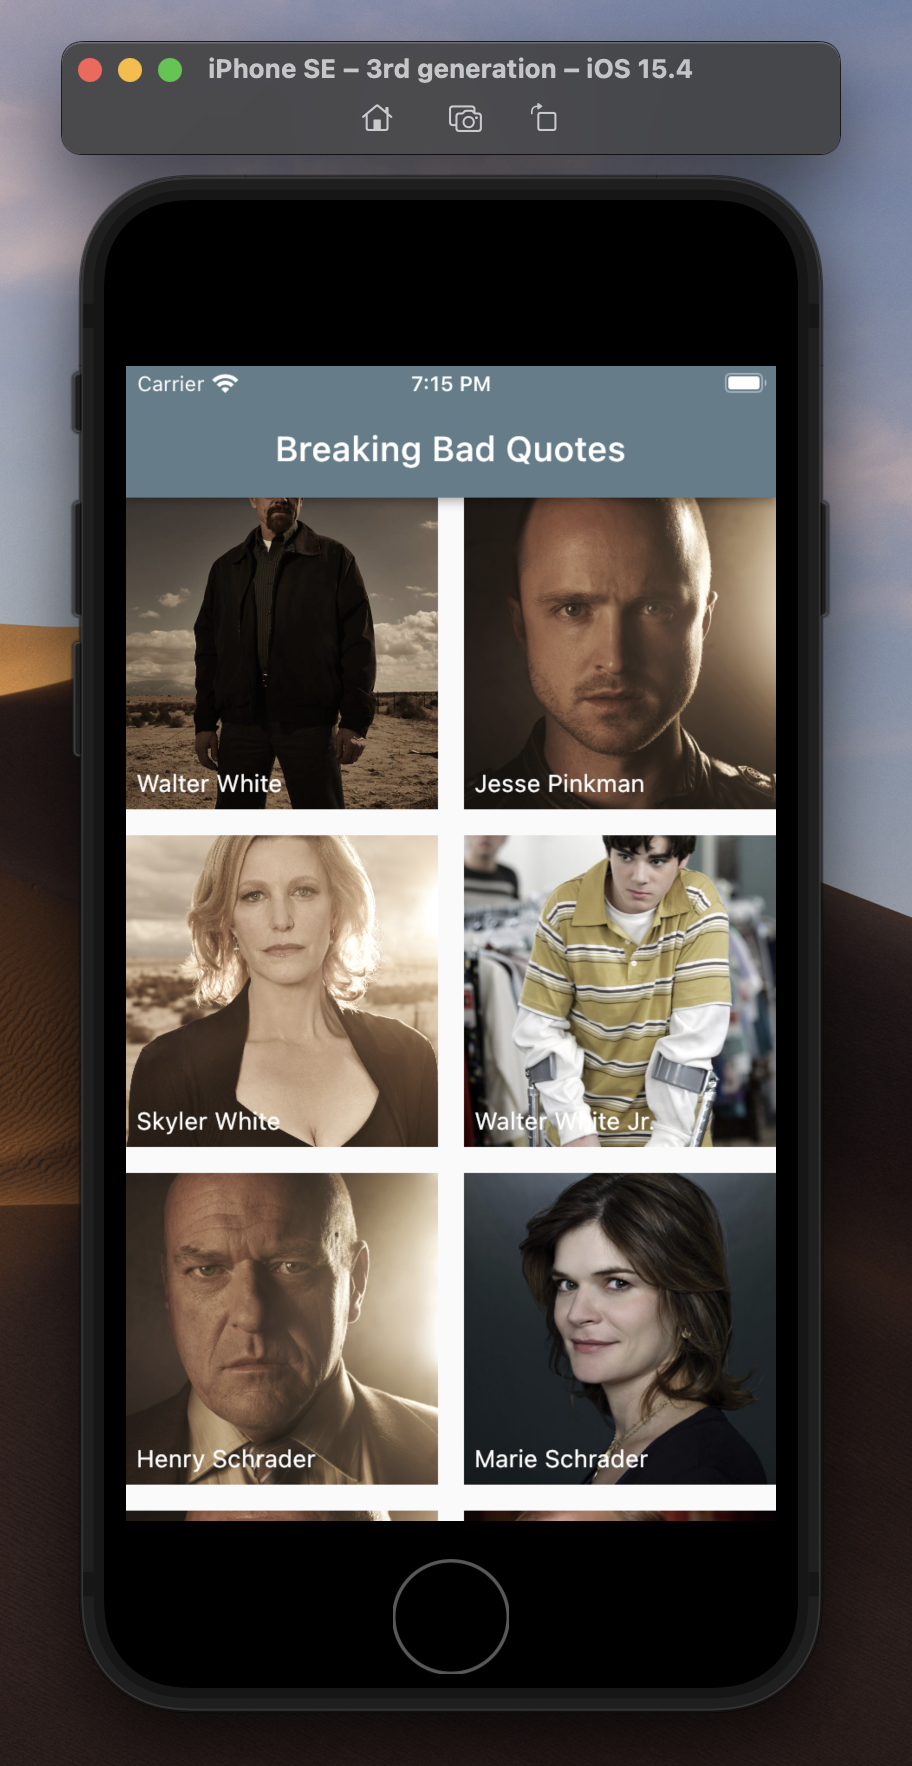 iPhone SE – 3rd generation – iOS 15.4
Carrier 7:15 PM
Breaking Bad Quotes
Walter White
Jesse Pinkman
Skyler White
Walter White Jr.
Henry Schrader
Marie Schrader